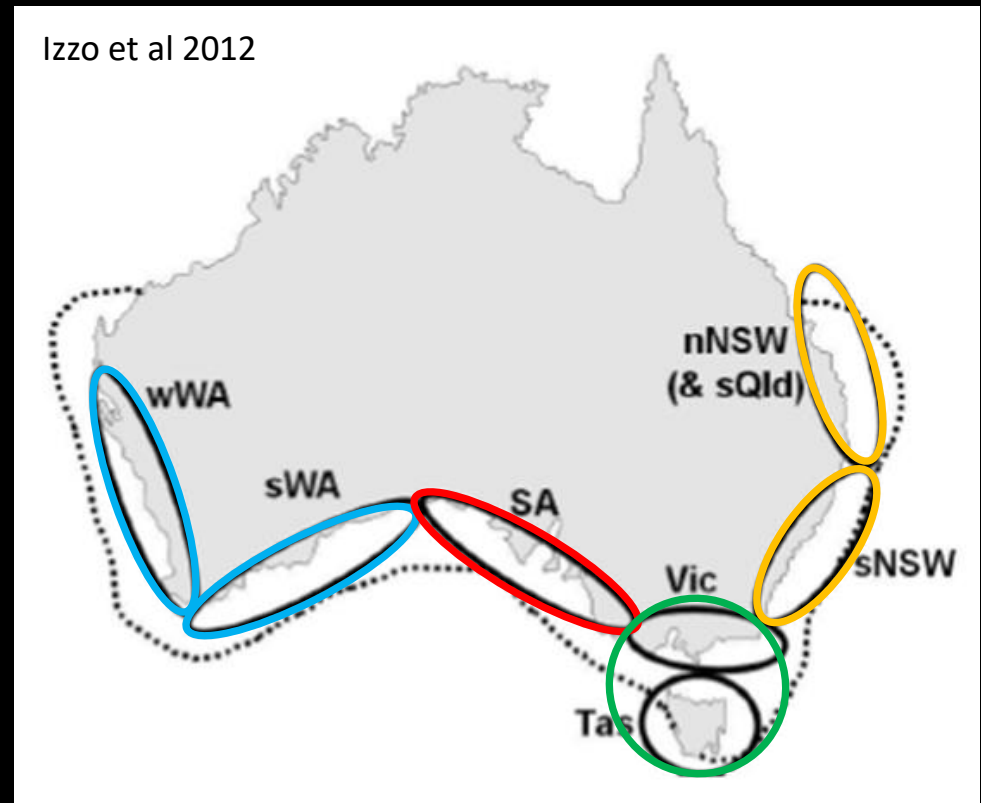 Izzo et al 2012
nNSW
(& sQld)
wWA
sWA
SA
sNSW
Vic
Tas